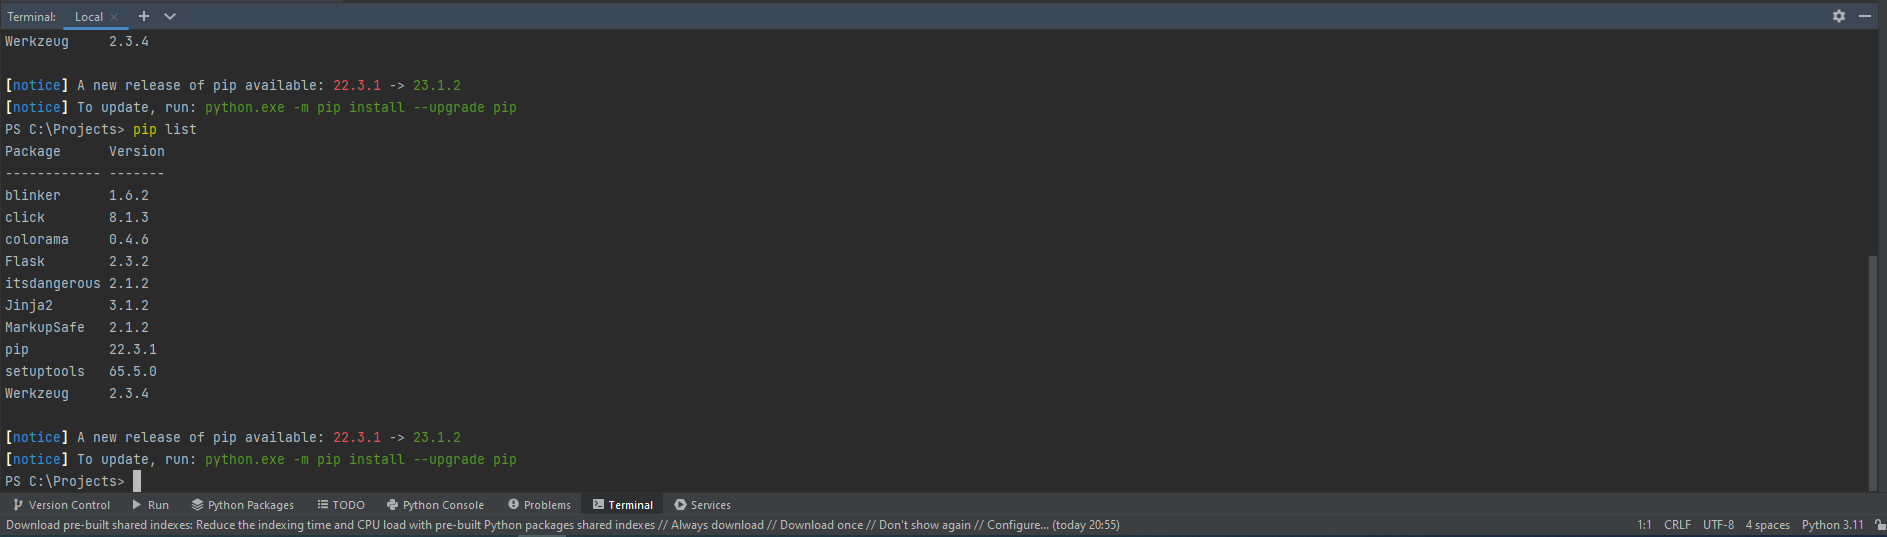 Terminal: Local × +
Werkzeug 2.3.4
[notice] A new release of pip available: 22.3.1 -> 23.1.2
[notice] To update, run: python.exe -m pip install --upgrade pip
PS C:\Projects> pip list
Package Version
------------ -------
blinker 1.6.2
click 8.1.3
colorama 0.4.6
Flask 2.3.2
itsdangerous 2.1.2
Jinja2 3.1.2
MarkupSafe 2.1.2
pip 22.3.1
setuptools 65.5.0
Werkzeug 2.3.4
[notice] A new release of pip available: 22.3.1 -> 23.1.2
[notice] To update, run: python.exe -m pip install --upgrade pip
PS C:\Projects>
Version Control Run Python Packages TODO Python Console Problems Terminal Services
Download pre-built shared indexes: Reduce the indexing time and CPU load with pre-built Python packages shared indexes // Always download // Download once // Don't show again // Configure... (today 20:55) 1:1 CRLF UTF-8 4 spaces Python 3.11